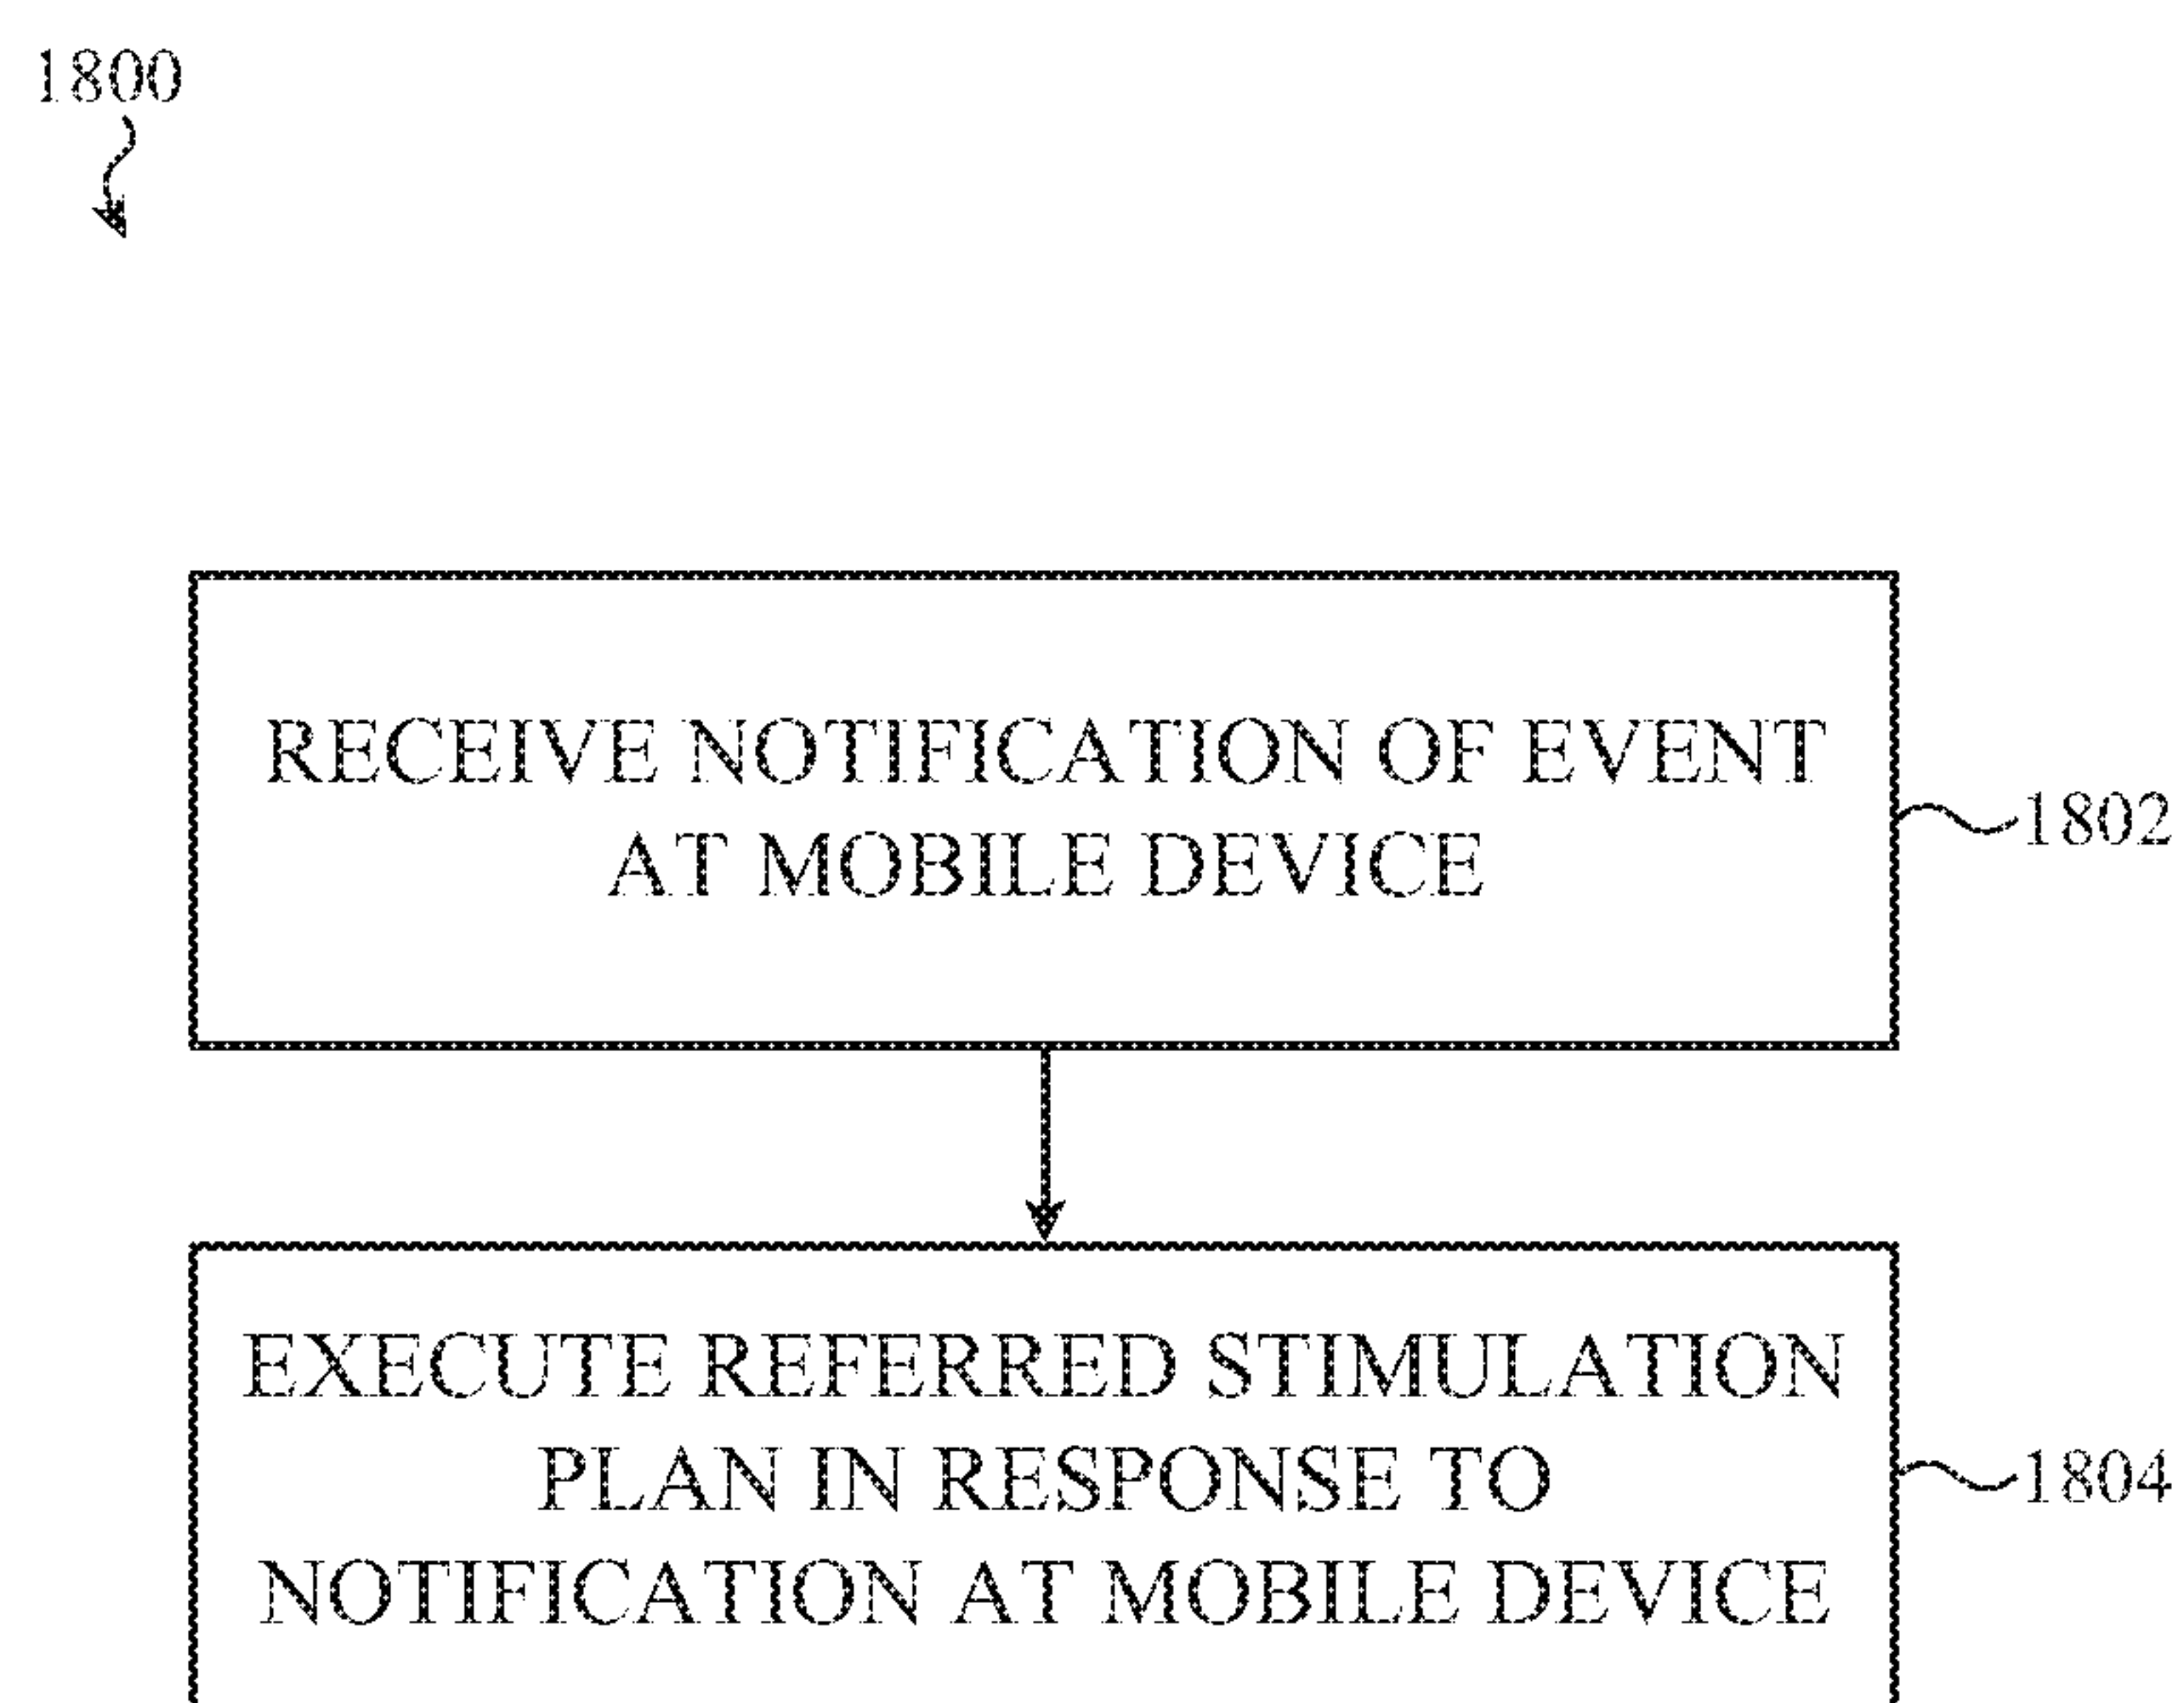 1800
RECEIVE NOTIFICATION OF EVENT
AT MOBILE DEVICE
1802
EXECUTE REFERRED STIMULATION
PLAN IN RESPONSE TO
NOTIFICATION AT MOBILE DEVICE
1804